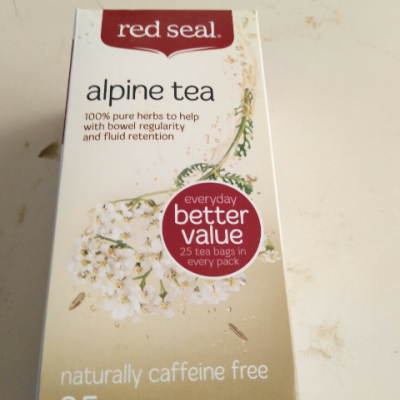 red seal
alpine tea
100% pure herbs to help
with bowel regularity
and fluid retention
everyday
better
value
25 tea bags in
every pack
naturally caffeine free